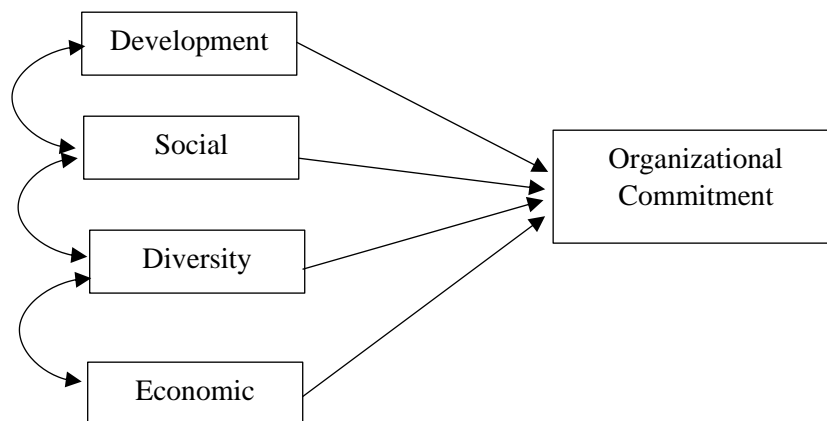 Development
Social
Organizational
Commitment
Diversity
Economic